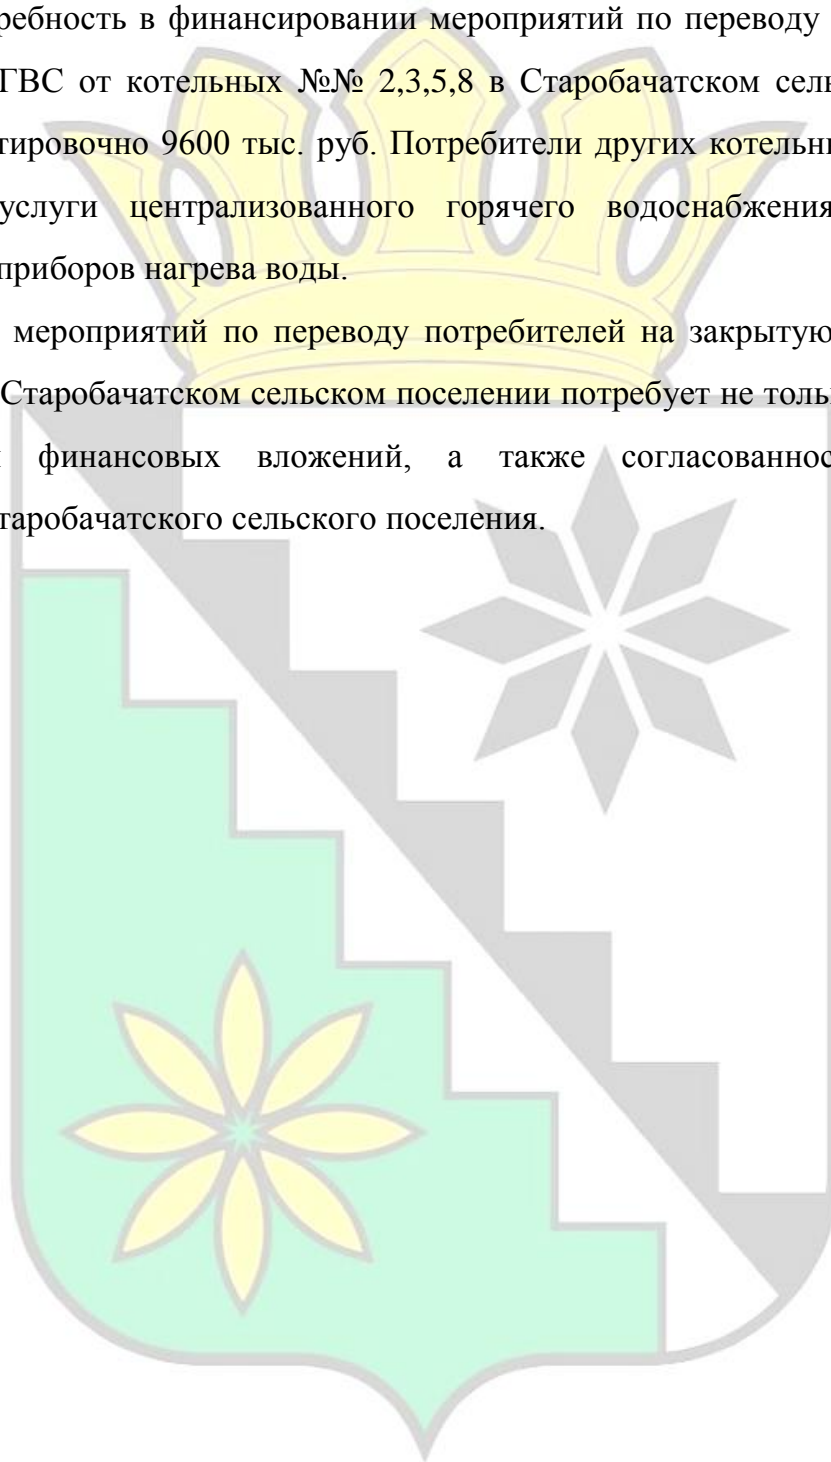 ребность в финансировании мероприятий по переводу
ГВС от котельных №№ 2,3,5,8 в Старобачатском сель
тировочно 9600 тыс. руб. Потребители других котельн
услуги централизованного горячего водоснабжения
приборов нагрева воды.
мероприятий по переводу потребителей на закрытую
Старобачатском сельском поселении потребует не толь
финансовых вложений, а также согласованнос
таробачатского сельского поселения.